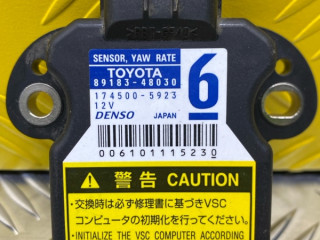 SENSOR, YAW RATE
TOYOTA
89183-48030
174500-5923
12V
DENSO JAPAN
6
0061011115230
警告 CAUTION
•交換時は必ず修理書に基づきVSC
コンピュータの初期化を行ってください。
•INITIALIZE THE VSC COMPUTER ACCORDING